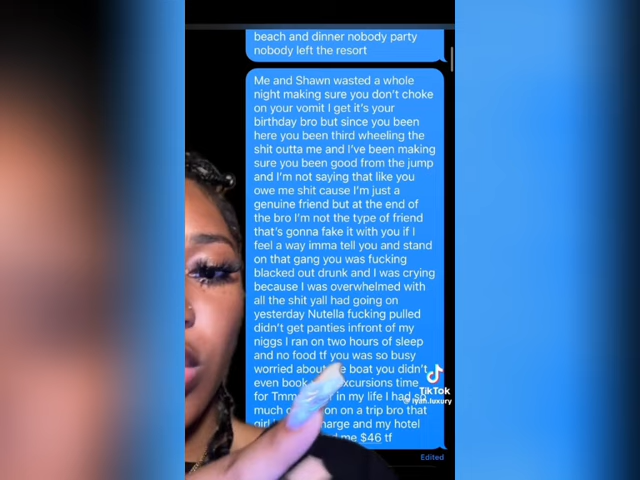 beach and dinner nobody party
nobody left the resort
Me and Shawn wasted a whole
night making sure you don't choke
on your vomit I get it's your
birthday bro but since you been
here you been third wheeling the
shit outta me and I've been making
sure you been good from the jump
and I'm not saying that like you
owe me shit cause I'm just a
genuine friend but at the end of
the bro I'm not the type of friend
that's gonna fake it with you if I
feel a way imma tell you and stand
on that gang you was fucking
blacked out drunk and I was crying
because I was overwhelmed with
all the shit yall had going on
yesterday Nutella fucking pulled
didn't get panties infront of my
niggs I ran on two hours of sleep
and no food tf you was so busy
worried about boat you didn't
even book excursions time
for in my life I had so
much on on a trip bro that
girl harge and my hotel
me $46 tf
Edited
TikTok